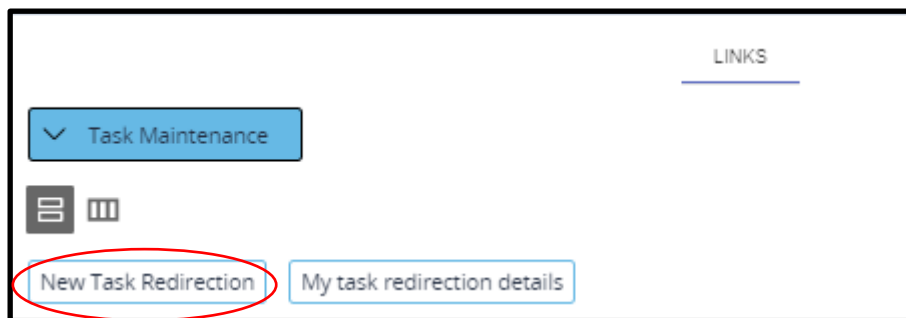 LINKS
Task Maintenance
New Task Redirection
My task redirection details